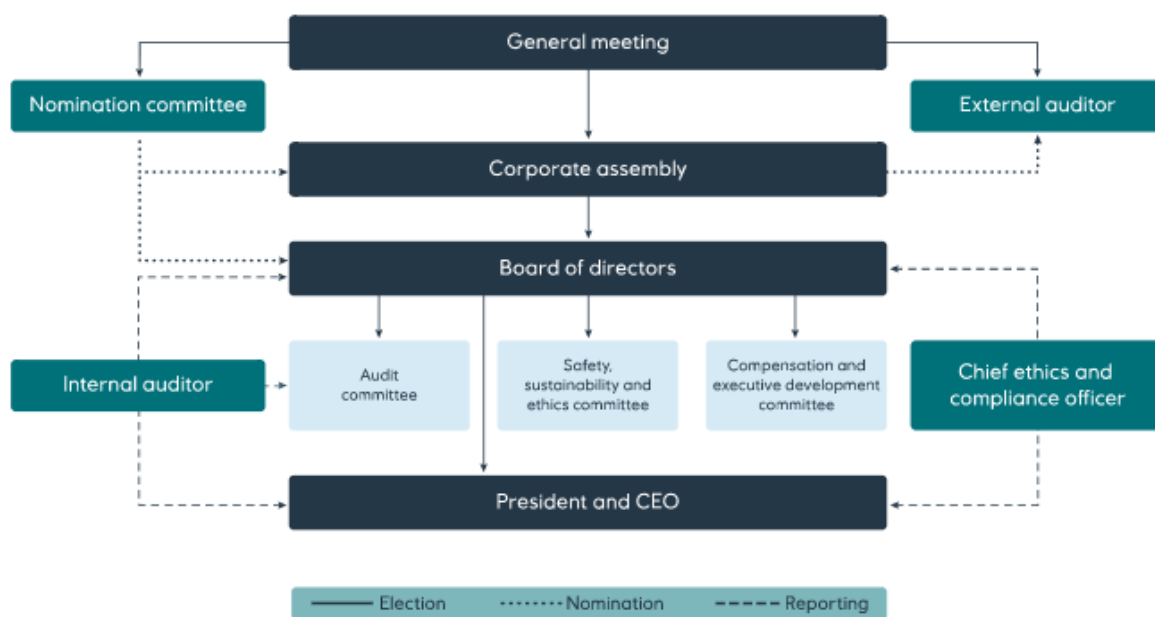 General meeting
Nomination committee
External auditor
Corporate assembly
Board of directors
Internal auditor
Audit
committee
Safety,
sustainability and
ethics committee
Compensation and
executive development
committee
Chief ethics and
compliance officer
President and CEO
Election
Nomination
Reporting